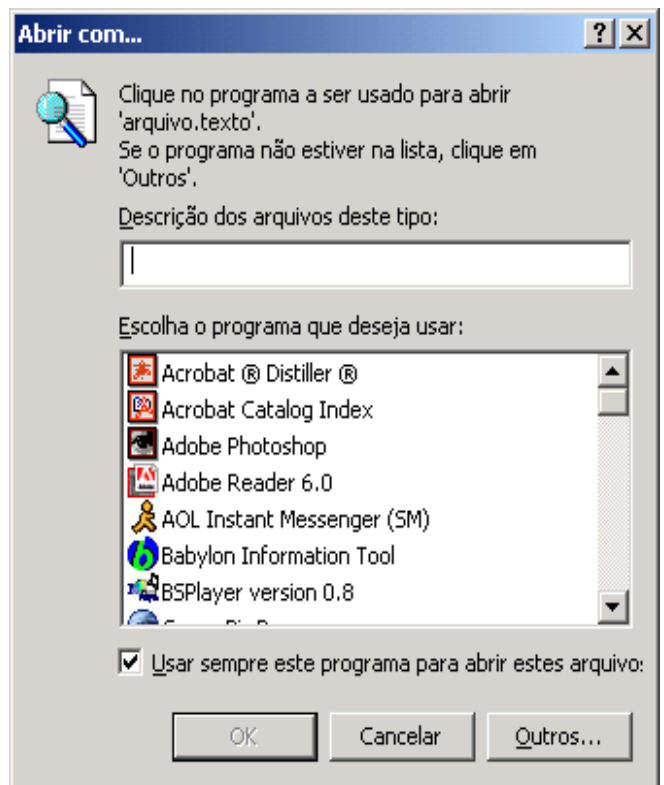 Abrir com...
Clique no programa a ser usado para abrir
'arquivo.texto'.
Se o programa não estiver na lista, clique em
'Outros'.
Descrição dos arquivos deste tipo:
Escolha o programa que deseja usar:
Acrobat ® Distiller ®
Acrobat Catalog Index
Adobe Photoshop
Adobe Reader 6.0
AOL Instant Messenger (SM)
Babylon Information Tool
BSPlayer version 0.8
Usar sempre este programa para abrir estes arquivos
OK Cancelar Outros...